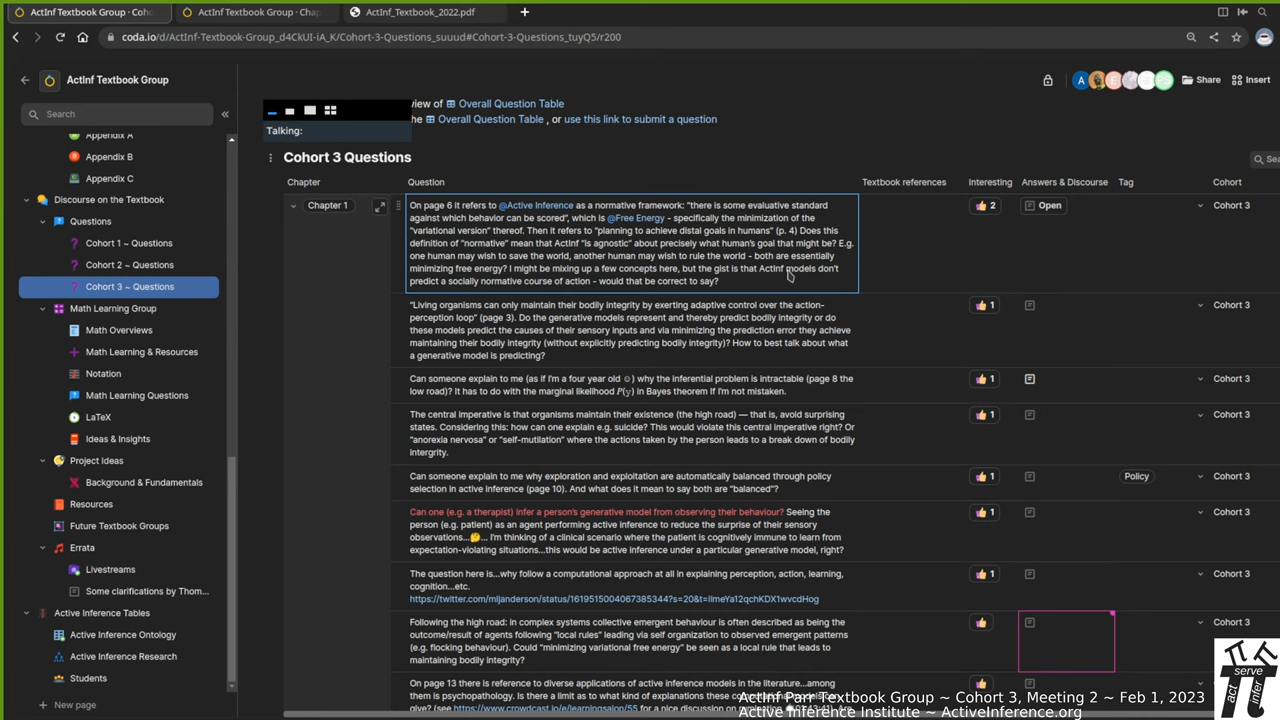 ActInf Textbook Group · Coho
ActInf Textbook Group · Chap
ActInf_Textbook_2022.pdf
coda.io/d/ActInf-Textbook-Group_d4CkUI-iA_K/Cohort-3-Questions_suuud#Cohort-3-Questions_tuyQ5/r200
ActInf Textbook Group
Share
Insert
Search
Appendix A
Appendix B
Appendix C
Discourse on the Textbook
Questions
Cohort 1 ~ Questions
Cohort 2 ~ Questions
Cohort 3 ~ Questions
Math Learning Group
Math Overviews
Math Learning & Resources
Notation
Math Learning Questions
LaTeX
Ideas & Insights
Project Ideas
Background & Fundamentals
Resources
Future Textbook Groups
Errata
Livestreams
Some clarifications by Thom...
Active Inference Tables
Active Inference Ontology
Active Inference Research
Students
New page
view of Overall Question Table
he Overall Question Table , or use this link to submit a question
Talking:
Cohort 3 Questions
Sea
Chapter Question Textbook references Interesting Answers & Discourse Tag Cohort
Chapter 1
On page 6 it refers to @Active Inference as a normative framework: “there is some evaluative standard
against which behavior can be scored”, which is @Free Energy - specifically the minimization of the
“variational version” thereof. Then it refers to “planning to achieve distal goals in humans” (p. 4) Does this
definition of “normative” mean that ActInf “is agnostic” about precisely what human’s goal that might be? E.g.
one human may wish to save the world, another human may wish to rule the world - both are essentially
minimizing free energy? I might be mixing up a few concepts here, but the gist is that ActInf models don’t
predict a socially normative course of action - would that be correct to say?
2
Open
Cohort 3
“Living organisms can only maintain their bodily integrity by exerting adaptive control over the action-
perception loop” (page 3). Do the generative models represent and thereby predict bodily integrity or do
these models predict the causes of their sensory inputs and via minimizing the prediction error they achieve
maintaining their bodily integrity (without explicitly predicting bodily integrity)? How to best talk about what
a generative model is predicting?
1
Cohort 3
Can someone explain to me (as if I’m a four year old ☺) why the inferential problem is intractable (page 8 the
low road)? It has to do with the marginal likelihood P(y) in Bayes theorem If I’m not mistaken.
1
Cohort 3
The central imperative is that organisms maintain their existence (the high road) — that is, avoid surprising
states. Considering this: how can one explain e.g. suicide? This would violate this central imperative right? Or
“anorexia nervosa” or “self-mutilation” where the actions taken by the person leads to a break down of bodily
integrity.
1
Cohort 3
Can someone explain to me why exploration and exploitation are automatically balanced through policy
selection in active inference (page 10). And what does it mean to say both are “balanced”?
1
Policy
Cohort 3
Can one (e.g. a therapist) infer a person’s generative model from observing their behaviour? Seeing the
person (e.g. patient) as an agent performing active inference to reduce the surprise of their sensory
observations...🤔... I’m thinking of a clinical scenario where the patient is cognitively immune to learn from
expectation-violating situations...this would be active inference under a particular generative model, right?
1
Cohort 3
The question here is...why follow a computational approach at all in explaining perception, action, learning,
cognition...etc.
https://twitter.com/mljanderson/status/1619515004067385344?s=20&t=IlmeYa12qchKDX1wvcdHog
1
Cohort 3
Following the high road: in complex systems collective emergent behaviour is often described as being the
outcome/result of agents following “local rules” leading via self organization to observed emergent patterns
(e.g. flocking behaviour). Could “minimizing variational free energy” be seen as a local rule that leads to
maintaining bodily integrity?
Cohort 3
On page 13 there is reference to diverse applications of active inference models in the literature...among
them is psychopathology. Is there a limit as to what kind of explanations these
give? (see https://www.crowdcast.io/e/learningsalon/55 for a nice discussion on
Cohort 3
ActInf Part Textbook Group ~ Cohort 3, Meeting 2 ~ Feb 1, 2023
Active Inference Institute ~ ActiveInference.org
act
serve
infer